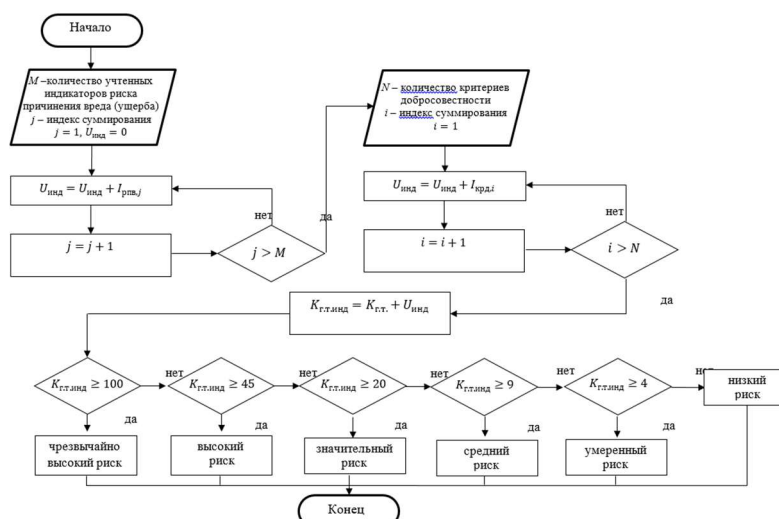 Начало
M –количество учтенных
индикаторов риска
причинения вреда (ущерба)
j – индекс суммирования
j = 1, Uинд = 0
Uинд = Uинд + Iрпв,j
j = j + 1
нет
да
j > M
N – количество критериев
добросовестности
i – индекс суммирования
i = 1
Uинд = Uинд + Iкрд,i
i = i + 1
нет
i > N
да
Kг.т.инд = Kг.т. + Uинд
Kг.т.инд ≥ 100
нет
Kг.т.инд ≥ 45
нет
Kг.т.инд ≥ 20
нет
Kг.т.инд ≥ 9
нет
Kг.т.инд ≥ 4
нет
низкий
риск
да
да
да
да
да
чрезвычайно
высокий риск
высокий
риск
значительный
риск
средний
риск
умеренный
риск
Конец